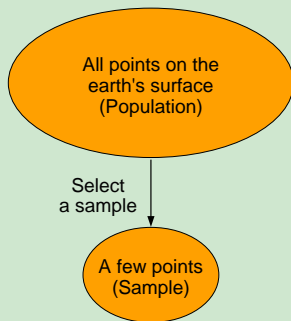 All points on the
earth's surface
(Population)
Select
a sample
A few points
(Sample)